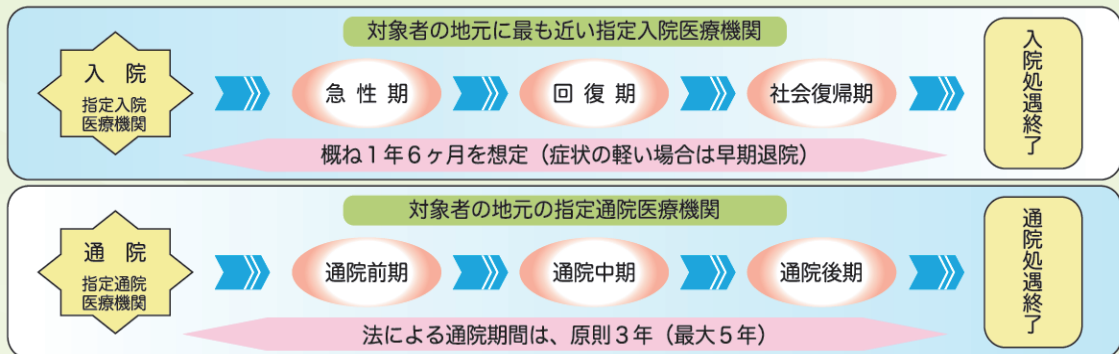 対象者の地元に最も近い指定入院医療機関
入 院
指定入院
医療機関
急 性 期
回 復 期
社会復帰期
入院処遇終了
概ね1年6ヶ月を想定（症状の軽い場合は早期退院）
対象者の地元の指定通院医療機関
通 院
指定通院
医療機関
通院前期
通院中期
通院後期
通院処遇終了
法による通院期間は、原則3年（最大5年）